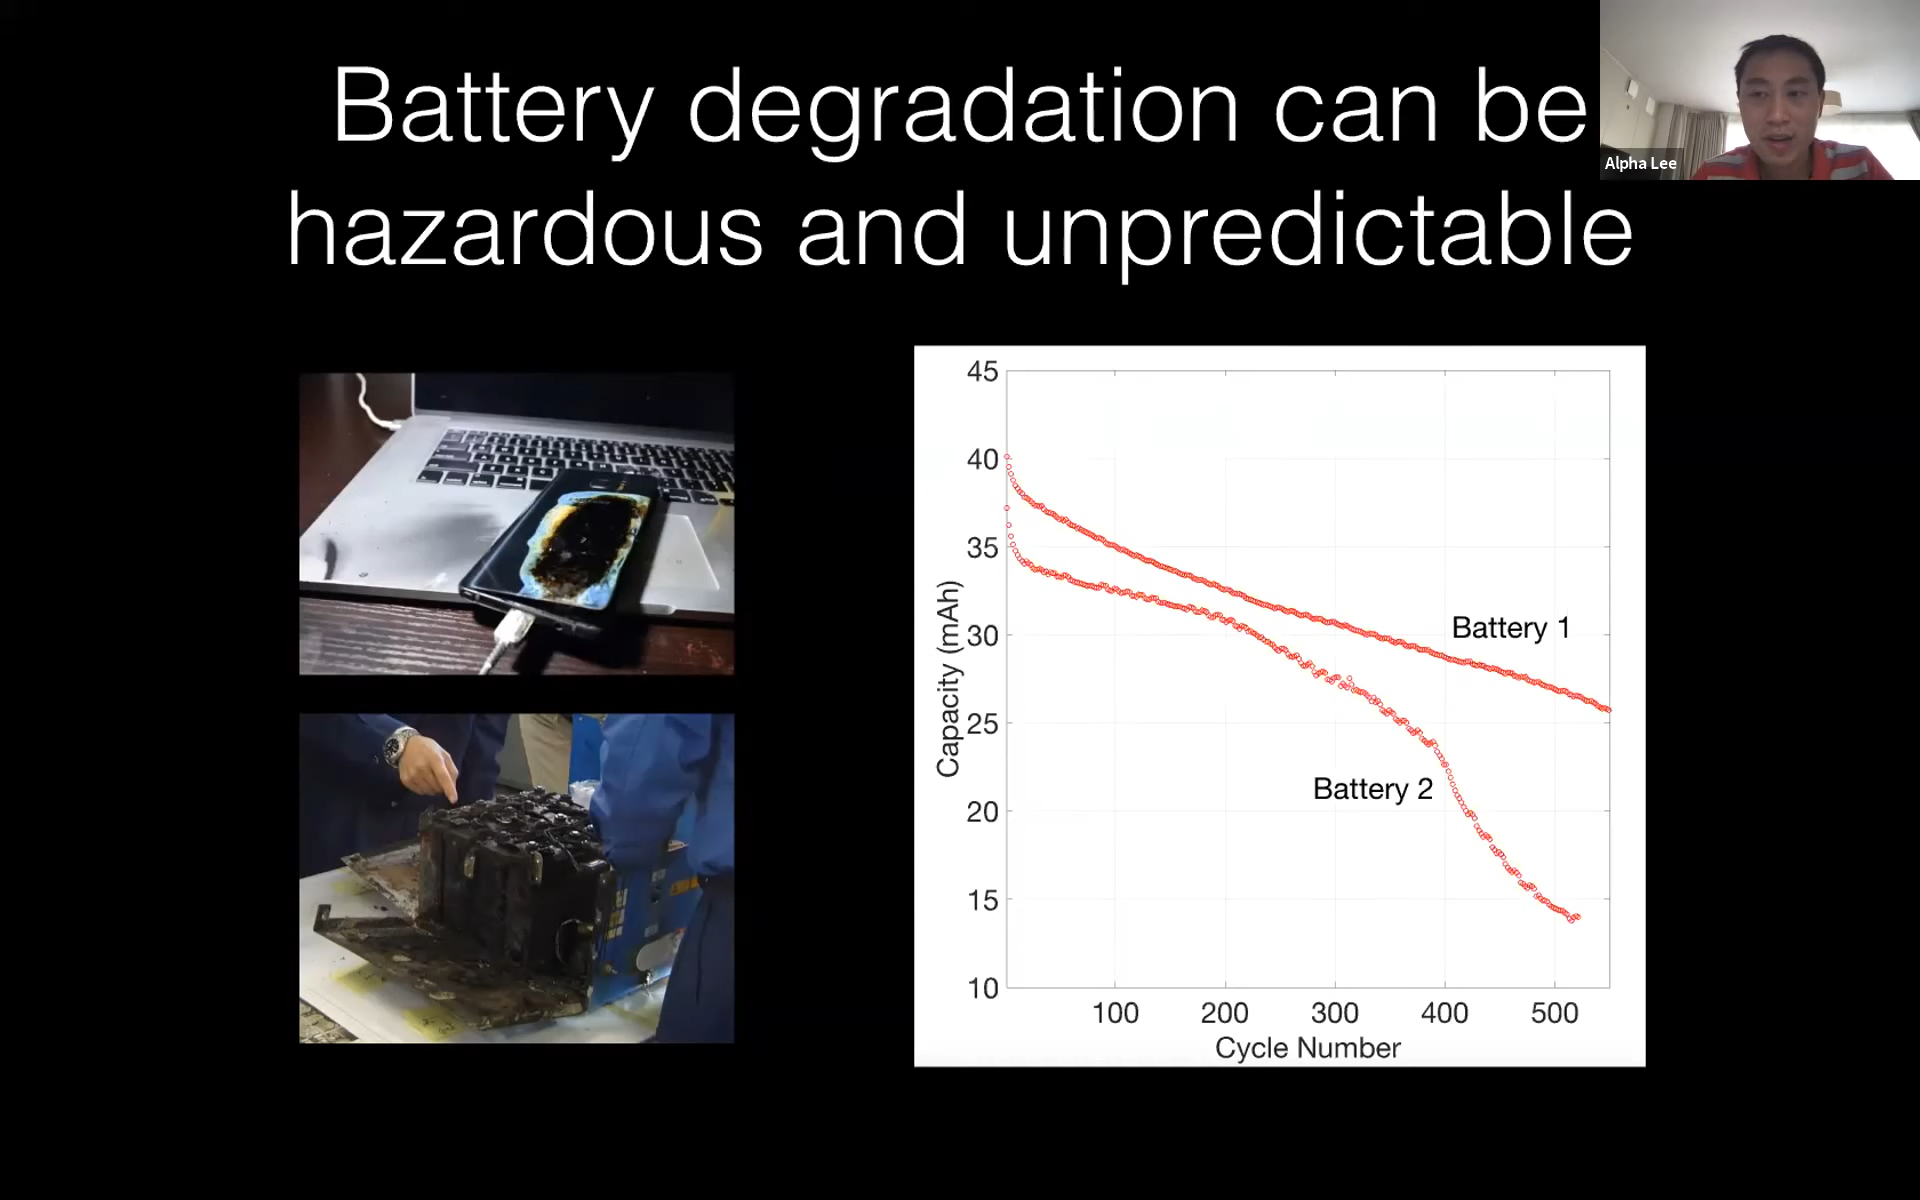 Battery degradation can be
hazardous and unpredictable
Alpha Lee
45
40
35
30
25
20
15
10
Capacity (mAh)
Battery 1
Battery 2
100 200 300 400 500
Cycle Number